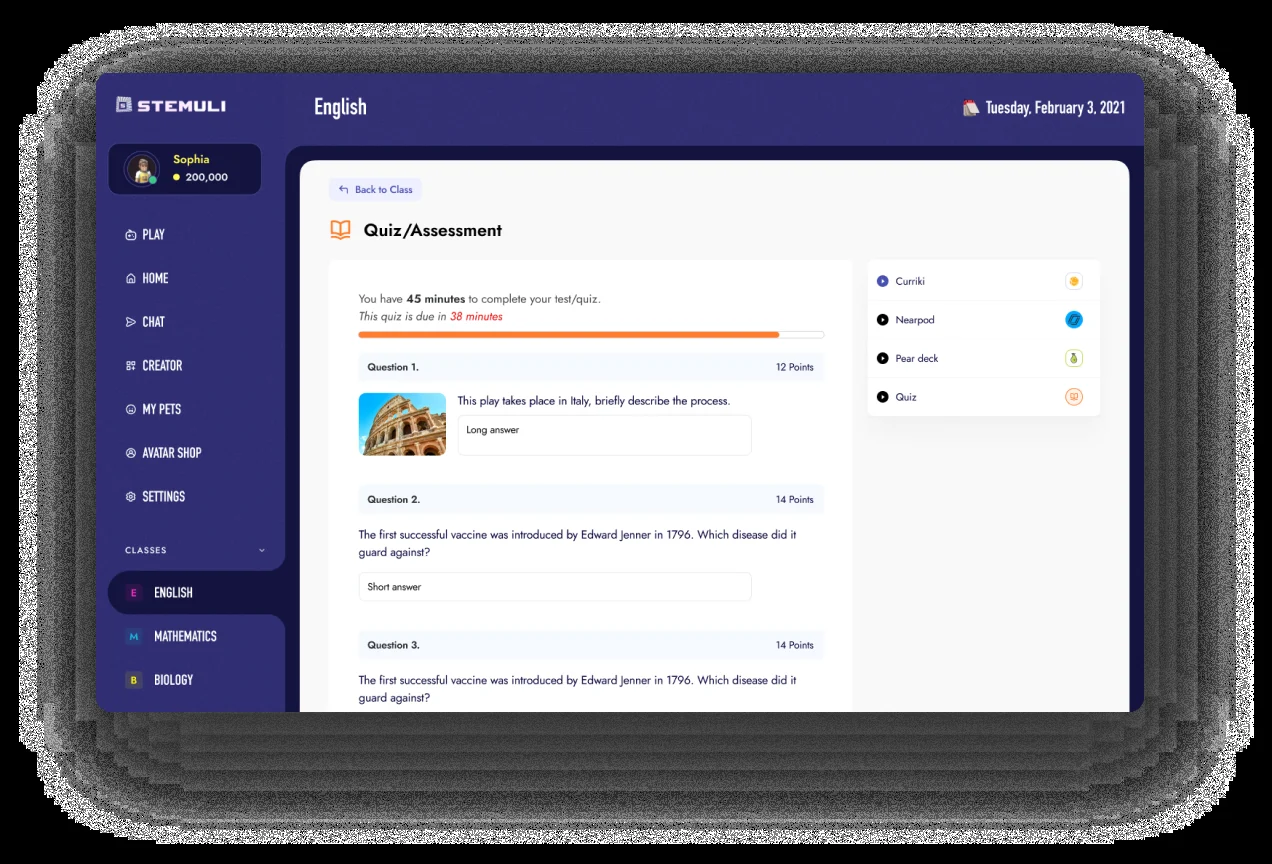 STEMULI
English
Tuesday, February 3, 2021
Sophia
200,000
PLAY
HOME
CHAT
CREATOR
MY PETS
AVATAR SHOP
SETTINGS
CLASSES
E ENGLISH
M MATHEMATICS
B BIOLOGY
Back to Class
Quiz/Assessment
You have 45 minutes to complete your test/quiz.
This quiz is due in 38 minutes
Question 1. 12 Points
This play takes place in Italy, briefly describe the process.
Long answer
Question 2. 14 Points
The first successful vaccine was introduced by Edward Jenner in 1796. Which disease did it
guard against?
Short answer
Question 3. 14 Points
The first successful vaccine was introduced by Edward Jenner in 1796. Which disease did it
guard against?
Curriki
Nearpod
Pear deck
Quiz